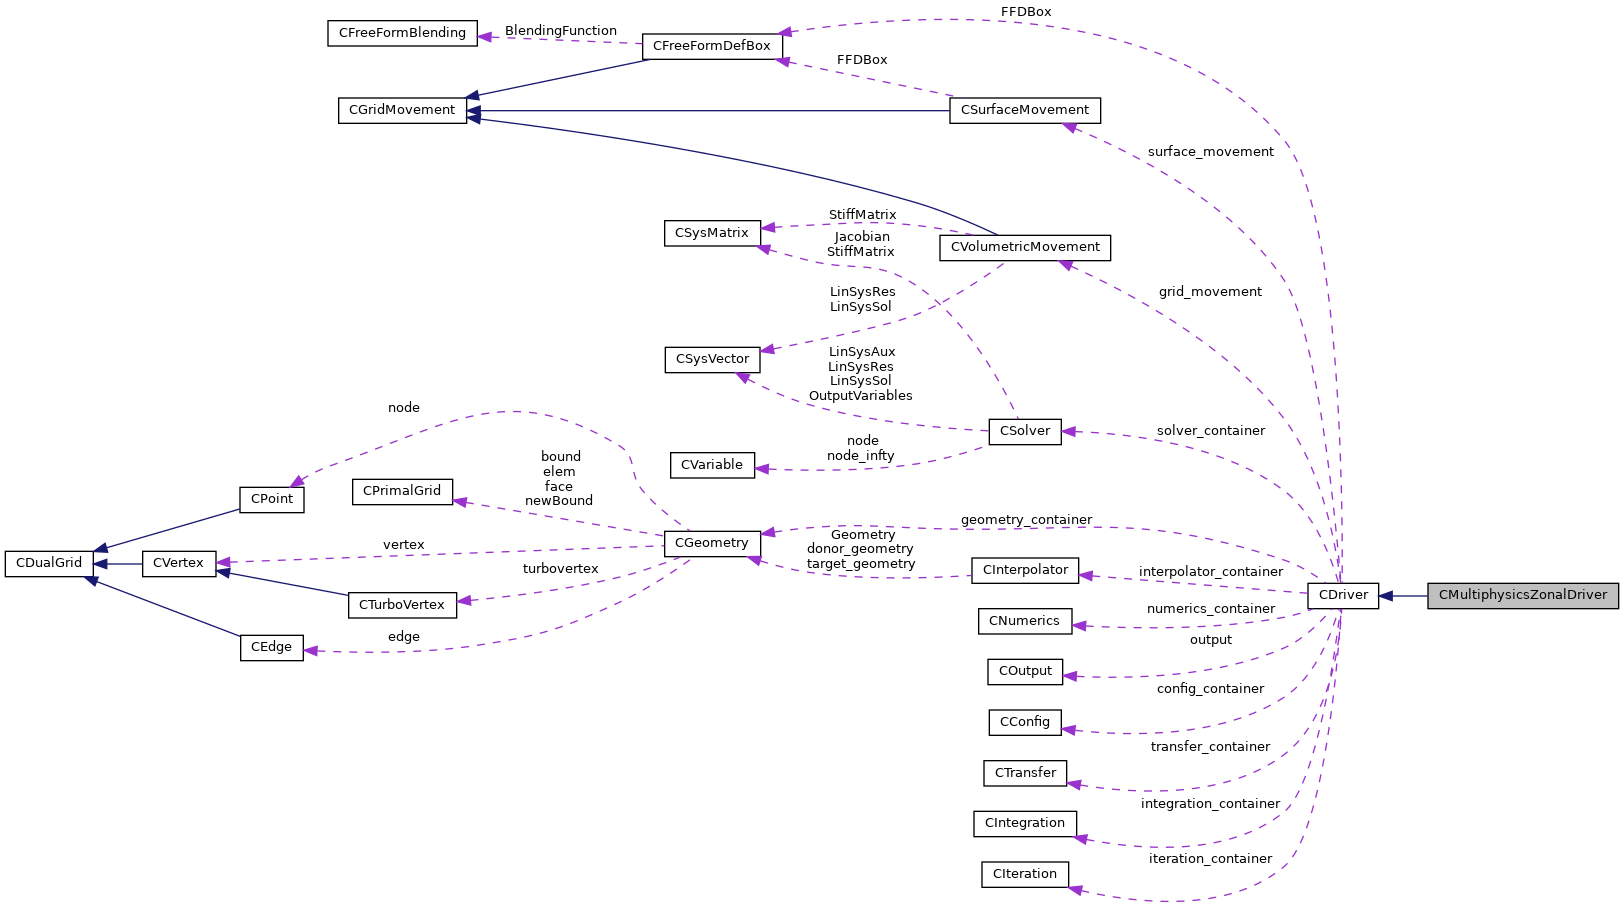 FFDBox
CFreeFormBlending
BlendingFunction
CFreeFormDefBox
FFDBox
CGridMovement
CSurfaceMovement
surface_movement
StiffMatrix
CSysMatrix
Jacobian
StiffMatrix
CVolumetricMovement
LinSysRes
LinSysSol
grid_movement
CSysVector
LinSysAux
LinSysRes
LinSysSol
OutputVariables
node
CSolver
solver_container
node
node_infty
CVariable
bound
elem
face
newBound
CPrimalGrid
CPoint
geometry_container
Geometry
donor_geometry
target_geometry
CGeometry
vertex
CDualGrid
CVertex
turbovertex
CInterpolator
interpolator_container
CDriver
CMultiphysicsZonalDriver
CTurboVertex
numerics_container
CNumerics
edge
CEdge
output
COutput
config_container
CConfig
transfer_container
CTransfer
integration_container
CIntegration
iteration_container
CIteration